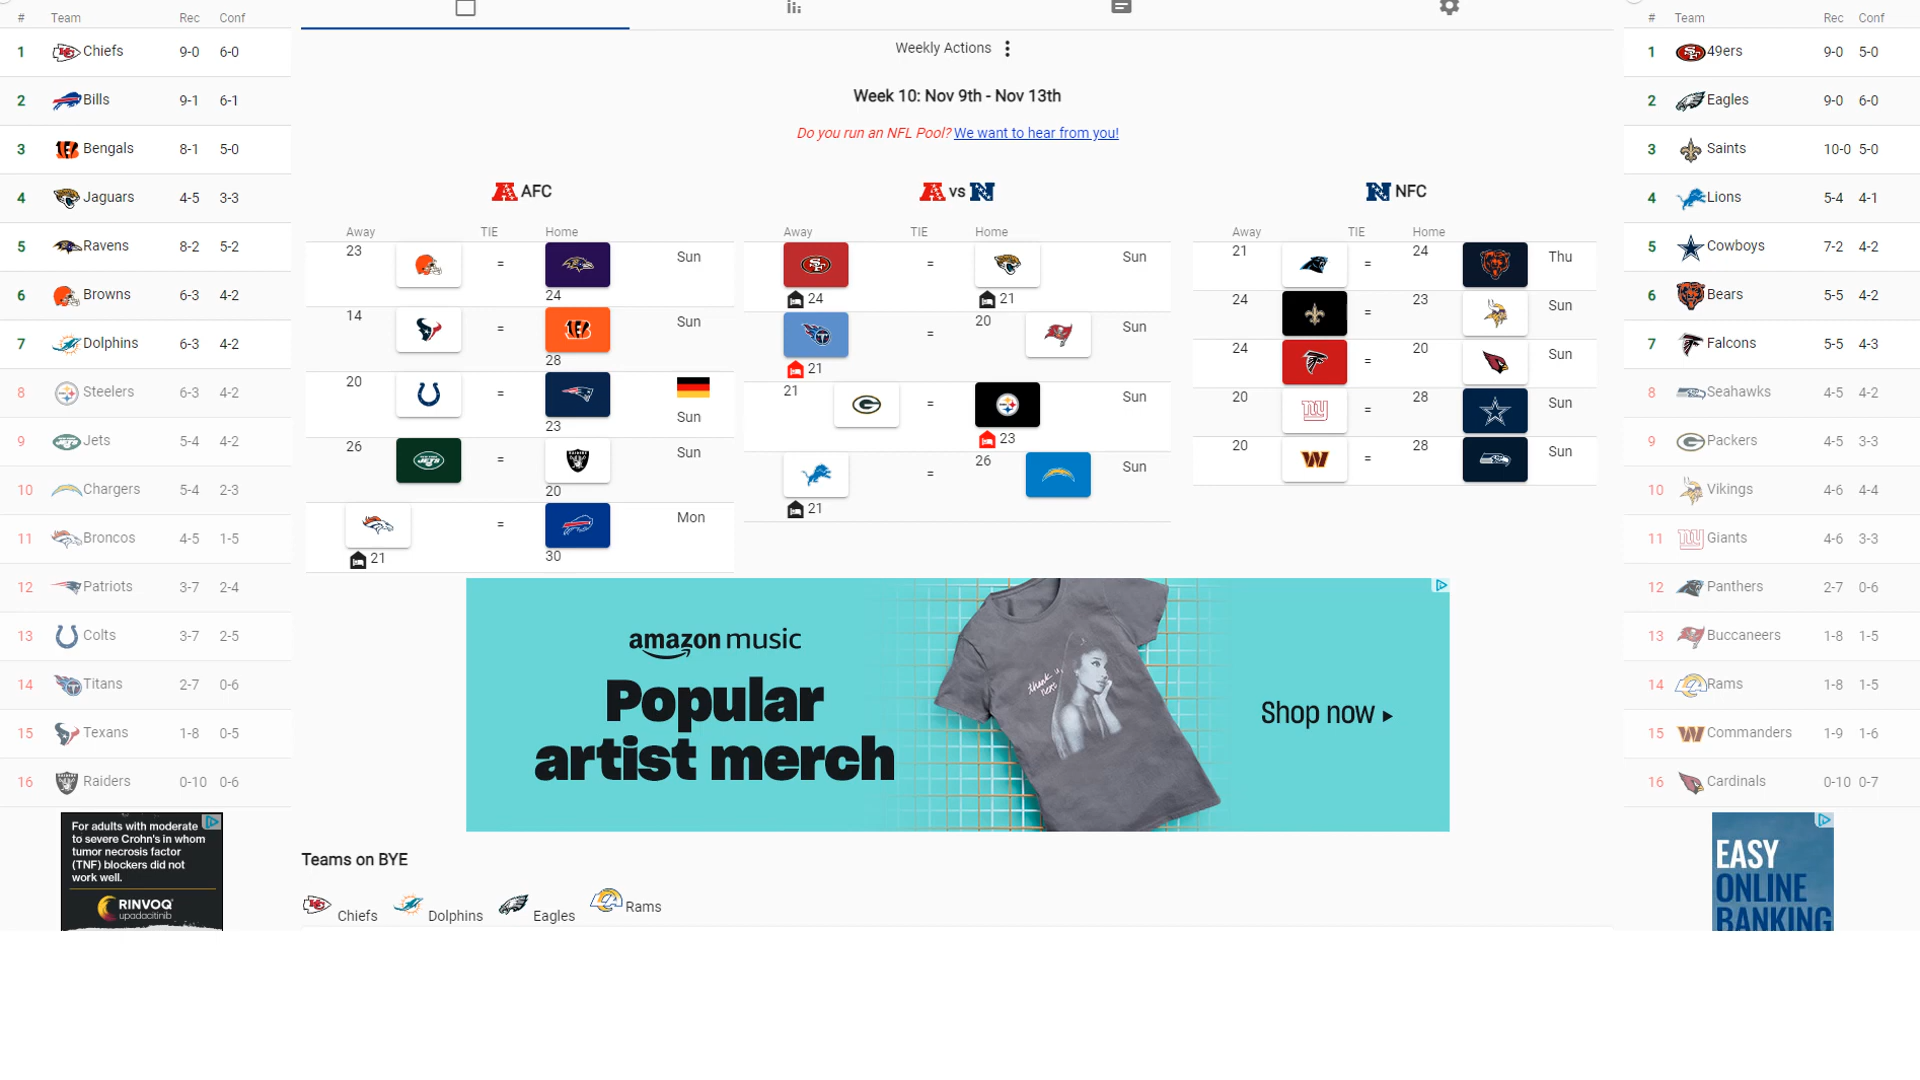 # Team Rec Conf
1 Chiefs 9-0 6-0
2 Bills 9-1 6-1
3 Bengals 8-1 5-0
4 Jaguars 4-5 3-3
5 Ravens 8-2 5-2
6 Browns 6-3 4-2
7 Dolphins 6-3 4-2
8 Steelers 6-3 4-2
9 Jets 5-4 4-2
10 Chargers 5-4 2-3
11 Broncos 4-5 1-5
12 Patriots 3-7 2-4
13 Colts 3-7 2-5
14 Titans 2-7 0-6
15 Texans 1-8 0-5
16 Raiders 0-10 0-6
For adults with moderate
to severe Crohn's in whom
tumor necrosis factor
(TNF) blockers did not
work well.
RINVOQ
upadacitinib
Weekly Actions
Week 10: Nov 9th - Nov 13th
Do you run an NFL Pool? We want to hear from you!
AFC
Away TIE Home
23 = Sun
24
14 = Sun
28
20 =
Sun
23
26 = Sun
20
= Mon
21 30
A vs N
Away TIE Home
= Sun
24 21
= 20 Sun
21
21 = Sun
23
= 26 Sun
21
NFC
Away TIE Home
21 = 24 Thu
24 = 23 Sun
24 = 20 Sun
20 = 28 Sun
20 = 28 Sun
amazon music
Popular
artist merch
thank u,
next
Shop now
Teams on BYE
Chiefs Dolphins Eagles Rams
# Team Rec Conf
1 49ers 9-0 5-0
2 Eagles 9-0 6-0
3 Saints 10-0 5-0
4 Lions 5-4 4-1
5 Cowboys 7-2 4-2
6 Bears 5-5 4-2
7 Falcons 5-5 4-3
8 Seahawks 4-5 4-2
9 Packers 4-5 3-3
10 Vikings 4-6 4-4
11 Giants 4-6 3-3
12 Panthers 2-7 0-6
13 Buccaneers 1-8 1-5
14 Rams 1-8 1-5
15 Commanders 1-9 1-6
16 Cardinals 0-10 0-7
EASY
ONLINE
BANKING